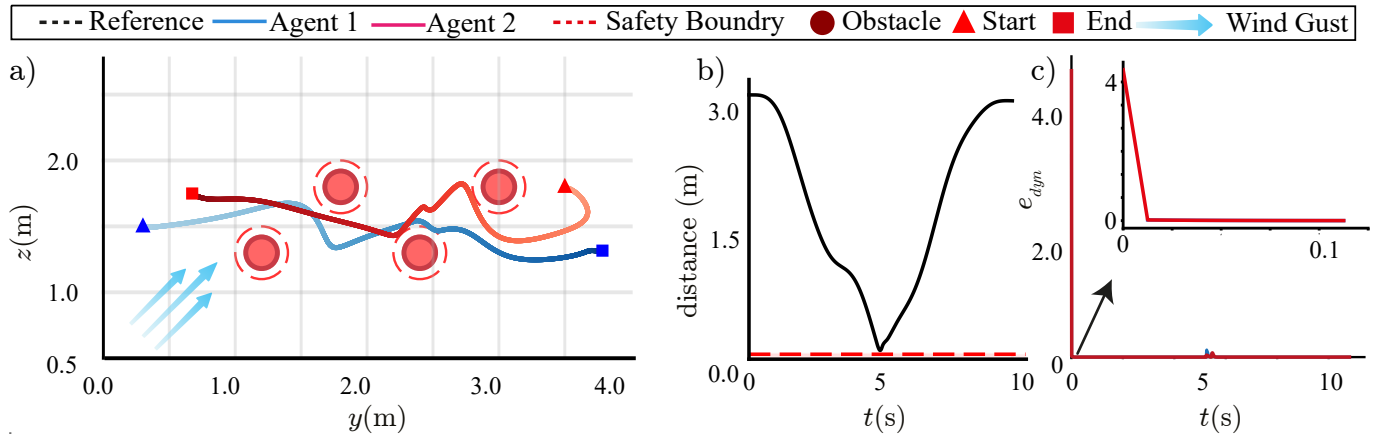 Reference Agent 1 Agent 2 Safety Boundry Obstacle Start End Wind Gust
a)
z(m)
2.0
1.0
0.5
0.0 1.0 2.0 3.0 4.0
y(m)
b)
distance (m)
3.0
1.5
0.0
0 5 10
t(s)
c)
e_dyn
4.0
2.0
0
0 5 10
t(s)
4
0
0 0.1